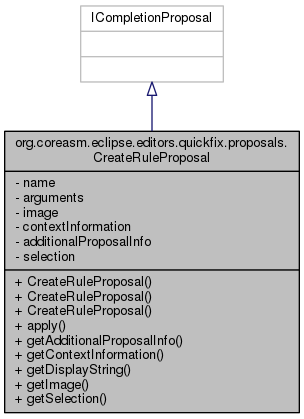 ICompletionProposal
org.coreasm.eclipse.editors.quickfix.proposals.
CreateRuleProposal
- name
- arguments
- image
- contextInformation
- additionalProposalInfo
- selection
+ CreateRuleProposal()
+ CreateRuleProposal()
+ CreateRuleProposal()
+ apply()
+ getAdditionalProposalInfo()
+ getContextInformation()
+ getDisplayString()
+ getImage()
+ getSelection()